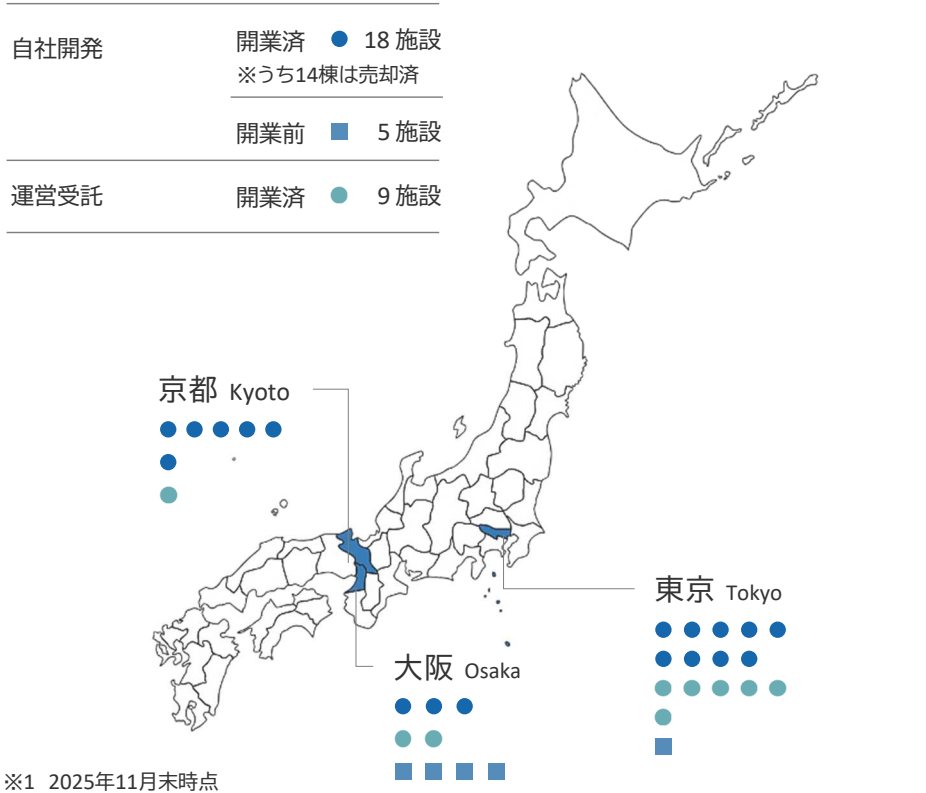 自社開発 開業済 ● 18 施設
※うち14棟は売却済
開業前 ■ 5 施設
運営受託 開業済 ● 9 施設
京都 Kyoto
東京 Tokyo
大阪 Osaka
※1 2025年11月末時点